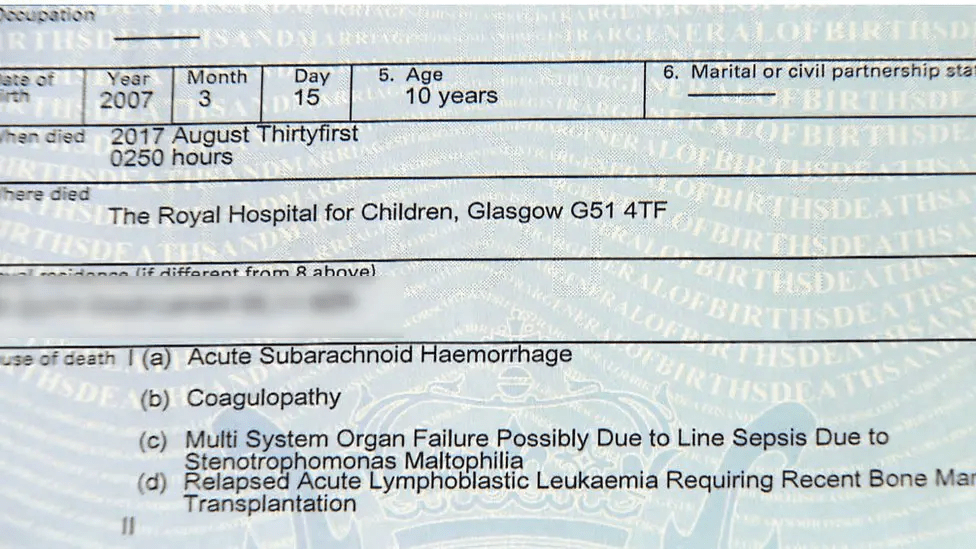 Occupation
Date of Birth Year Month Day 5. Age 6. Marital or civil partnership sta
2007 3 15 10 years
When died 2017 August Thirtyfirst
0250 hours
Where died
The Royal Hospital for Children, Glasgow G51 4TF
residence (if different from 8 above)
use of death I (a) Acute Subarachnoid Haemorrhage
(b) Coagulopathy
(c) Multi System Organ Failure Possibly Due to Line Sepsis Due to
Stenotrophomonas Maltophilia
(d) Relapsed Acute Lymphoblastic Leukaemia Requiring Recent Bone Mar
Transplantation
II